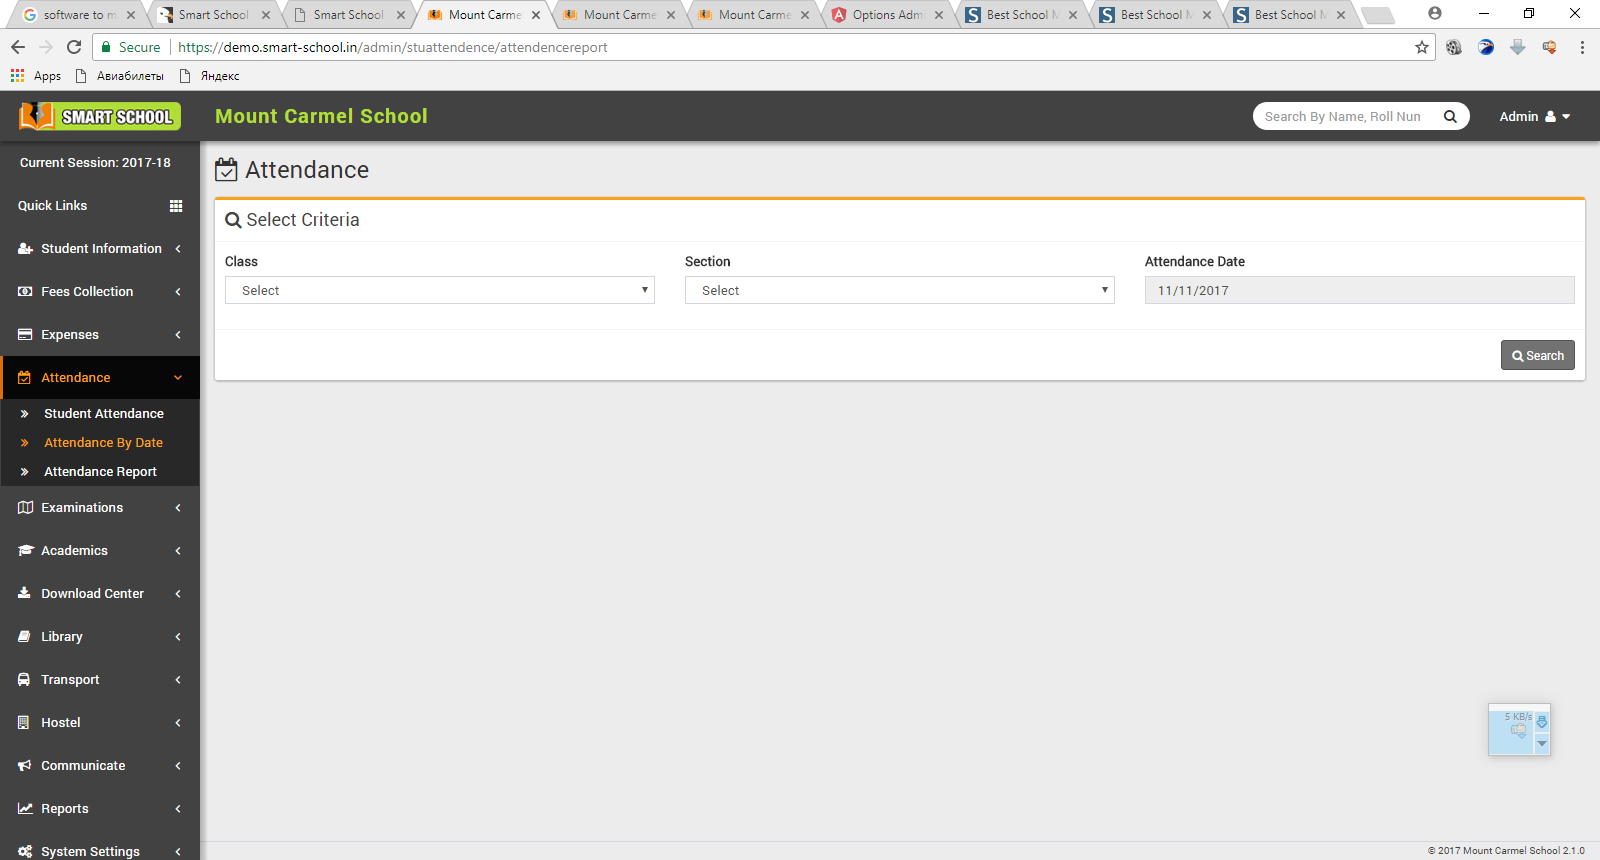 software to m
Smart School
Smart School
Mount Carme
Mount Carme
Mount Carme
Options Admi
Best School M
Best School M
Best School M
Secure
https://demo.smart-school.in/admin/stuattendence/attendencereport
Apps
Авиабилеты
Яндекс
SMART SCHOOL
Mount Carmel School
Search By Name, Roll Num
Admin
Current Session: 2017-18
Quick Links
Student Information
Fees Collection
Expenses
Attendance
Student Attendance
Attendance By Date
Attendance Report
Examinations
Academics
Download Center
Library
Transport
Hostel
Communicate
Reports
System Settings
Attendance
Select Criteria
Class
Select
Section
Select
Attendance Date
11/11/2017
Search
5 KB/s
© 2017 Mount Carmel School 2.1.0